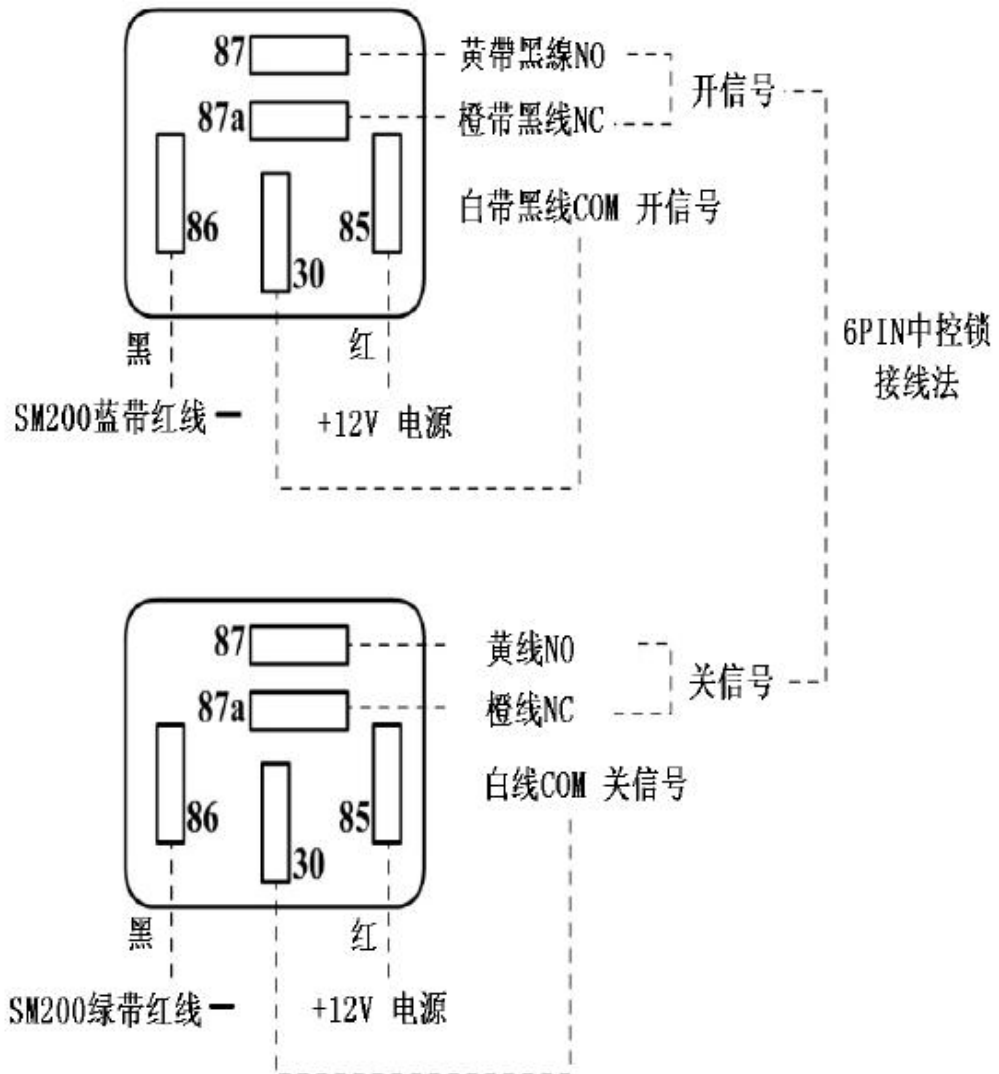 87
黄帶黑線NO
87a
橙带黑线NC
开信号
86
85
30
白带黑线COM 开信号
黑
红
SM200蓝带红线━
+12V 电源
6PIN中控锁
接线法
87
黄线NO
87a
橙线NC
关信号
86
85
30
白线COM 关信号
黑
红
SM200绿带红线━
+12V 电源